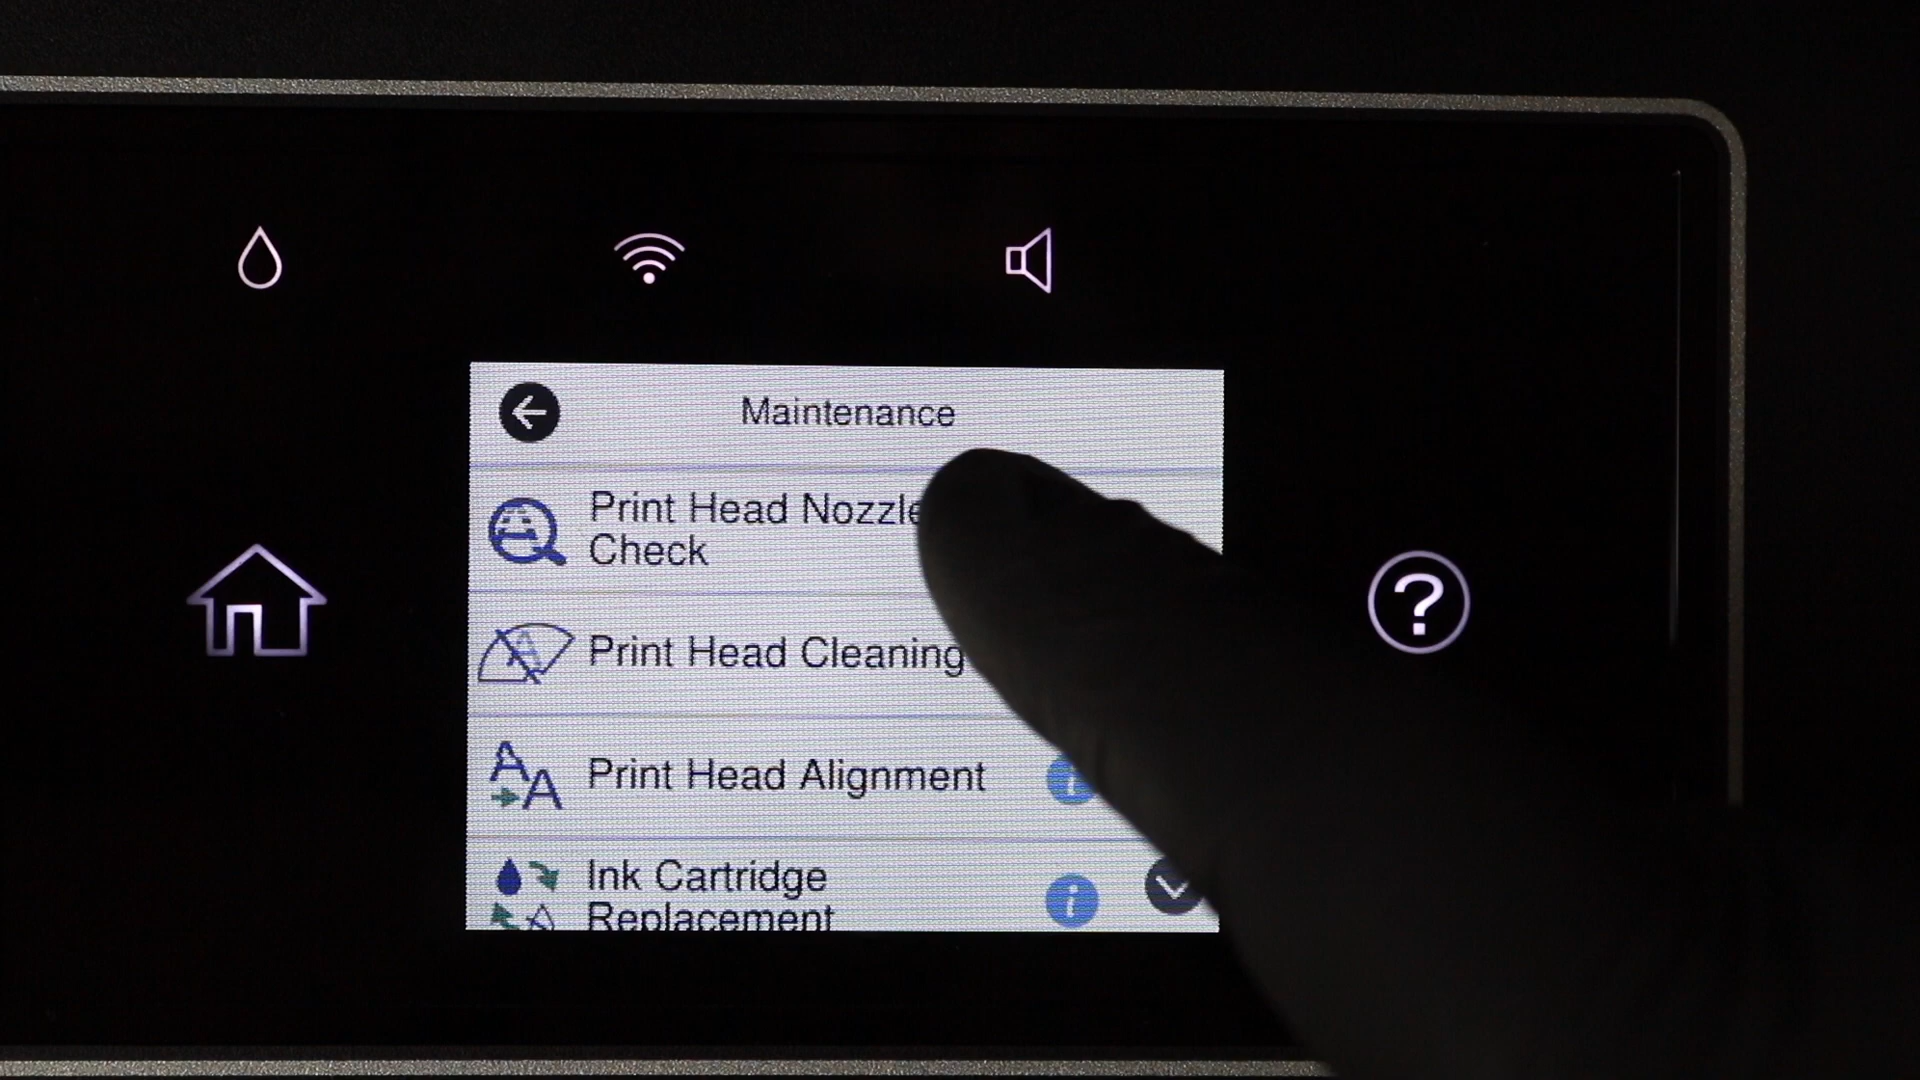 Maintenance
Print Head Nozzle
Check
Print Head Cleaning
Print Head Alignment
Ink Cartridge
Replacement